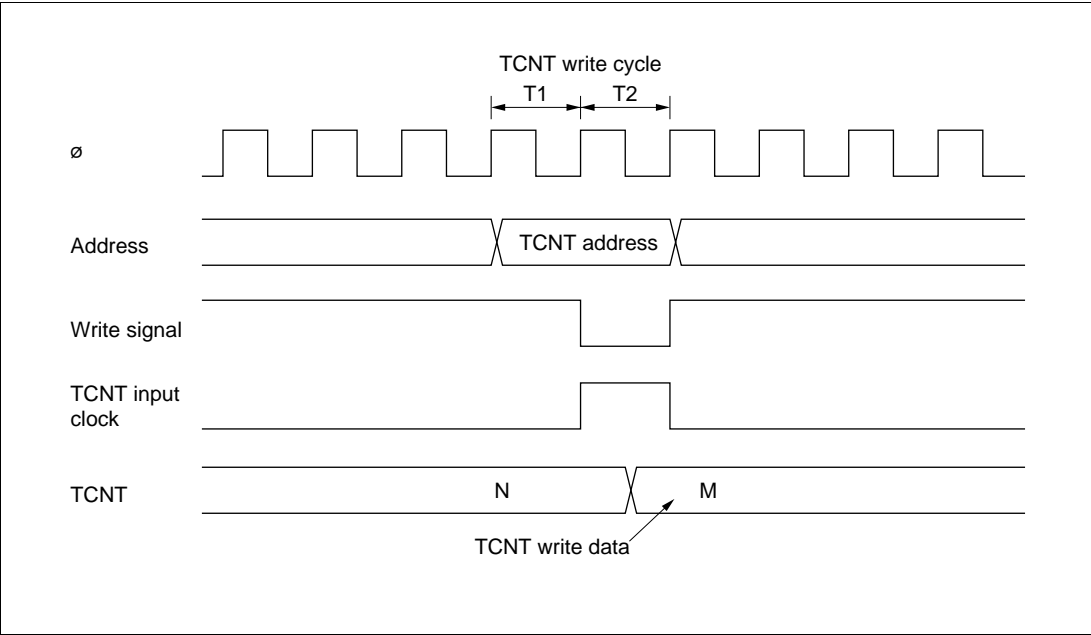 TCNT write cycle
T1 T2
ø
Address TCNT address
Write signal
TCNT input
clock
TCNT N M
TCNT write data